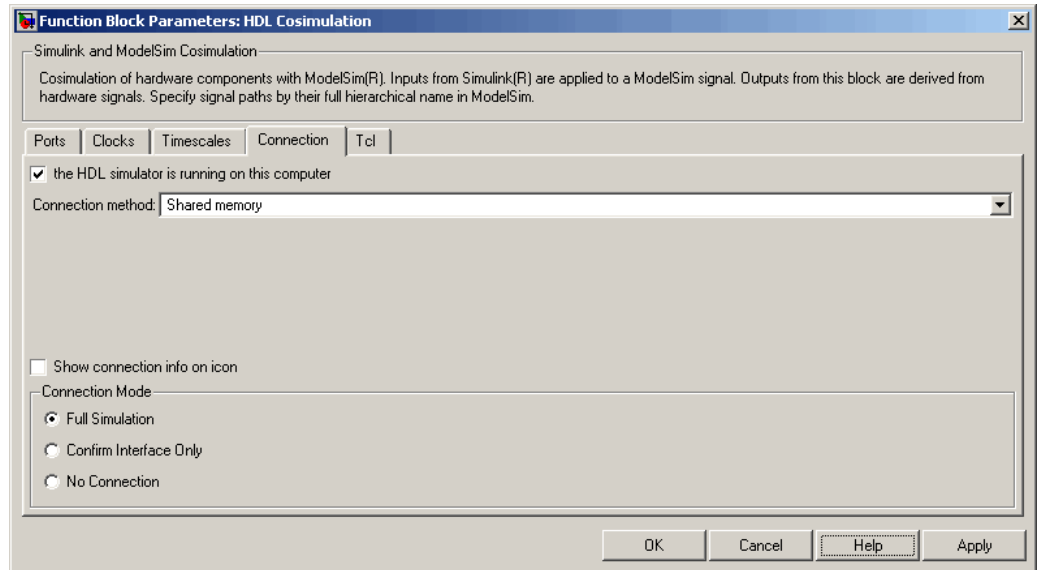 Function Block Parameters: HDL Cosimulation
Simulink and ModelSim Cosimulation
Cosimulation of hardware components with ModelSim(R). Inputs from Simulink(R) are applied to a ModelSim signal. Outputs from this block are derived from
hardware signals. Specify signal paths by their full hierarchical name in ModelSim.
Ports Clocks Timescales Connection Tcl
the HDL simulator is running on this computer
Connection method: Shared memory
Show connection info on icon
Connection Mode
Full Simulation
Confirm Interface Only
No Connection
OK Cancel Help Apply